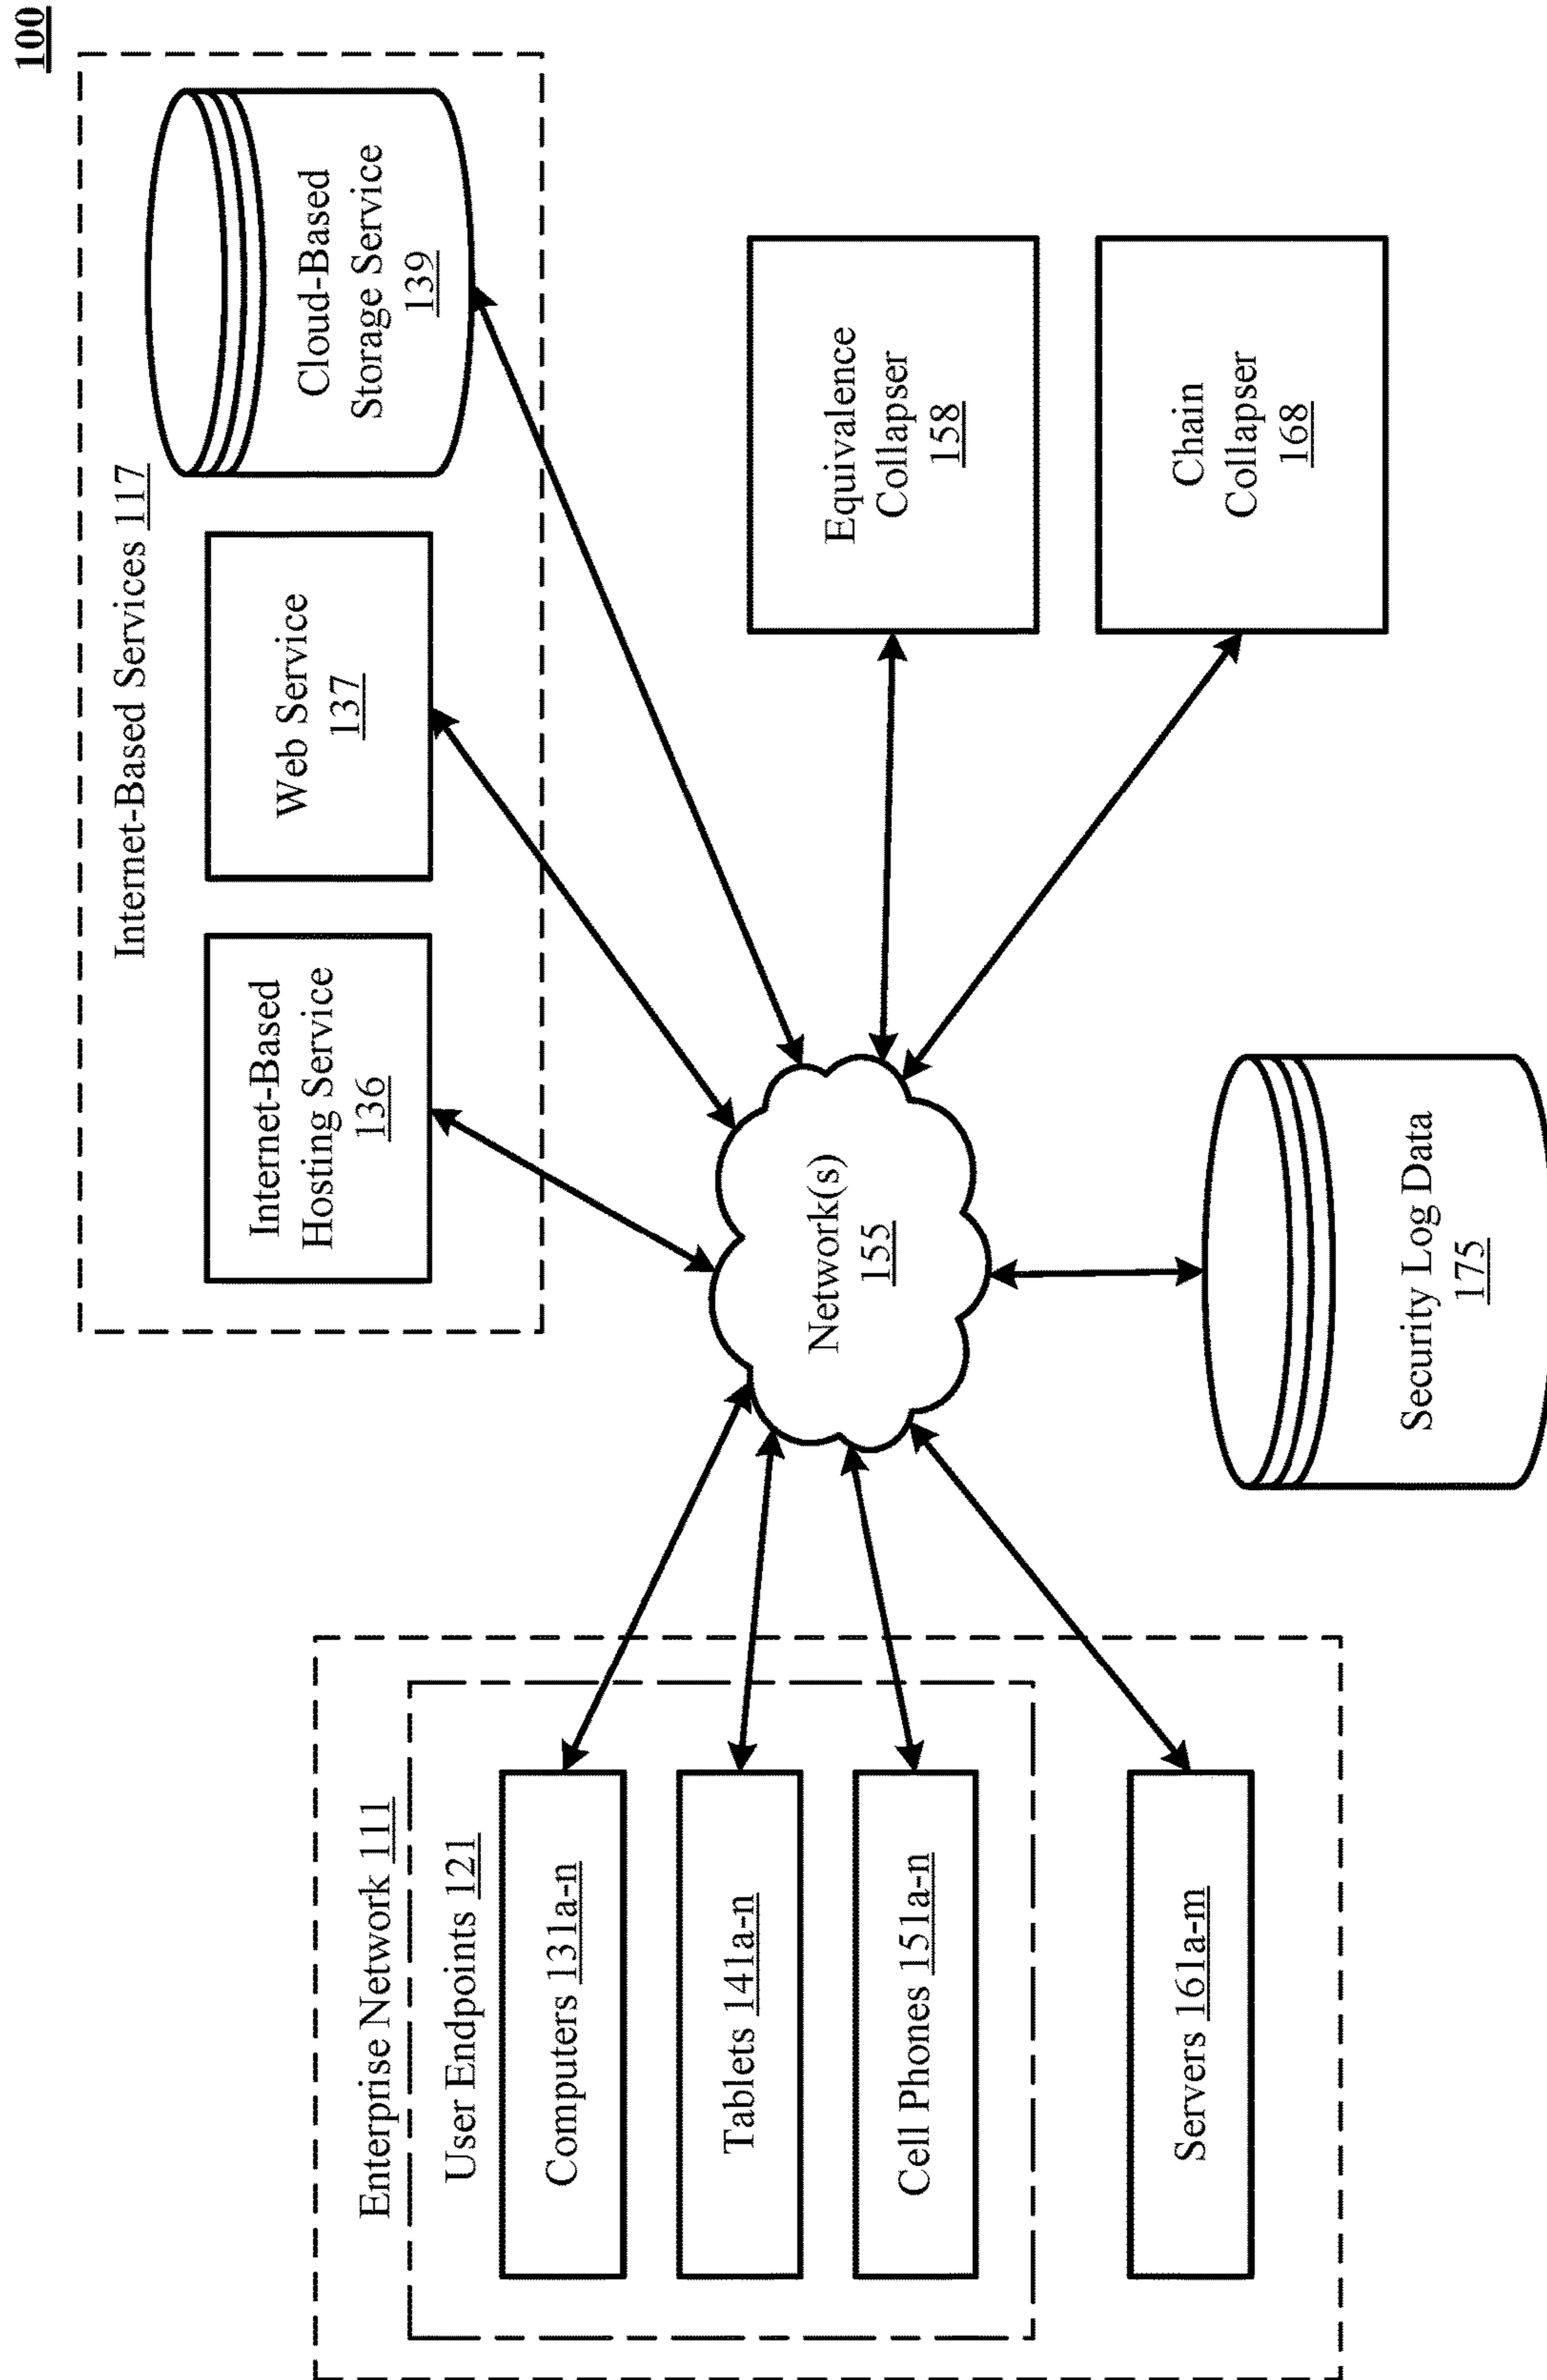 100
Internet-Based Services 117
Internet-Based
Hosting Service
136
Web Service
137
Cloud-Based
Storage Service
139
Enterprise Network 111
User Endpoints 121
Computers 131a-n
Tablets 141a-n
Cell Phones 151a-n
Servers 161a-m
Network(s)
155
Equivalence
Collapser
158
Chain
Collapser
168
Security Log Data
175